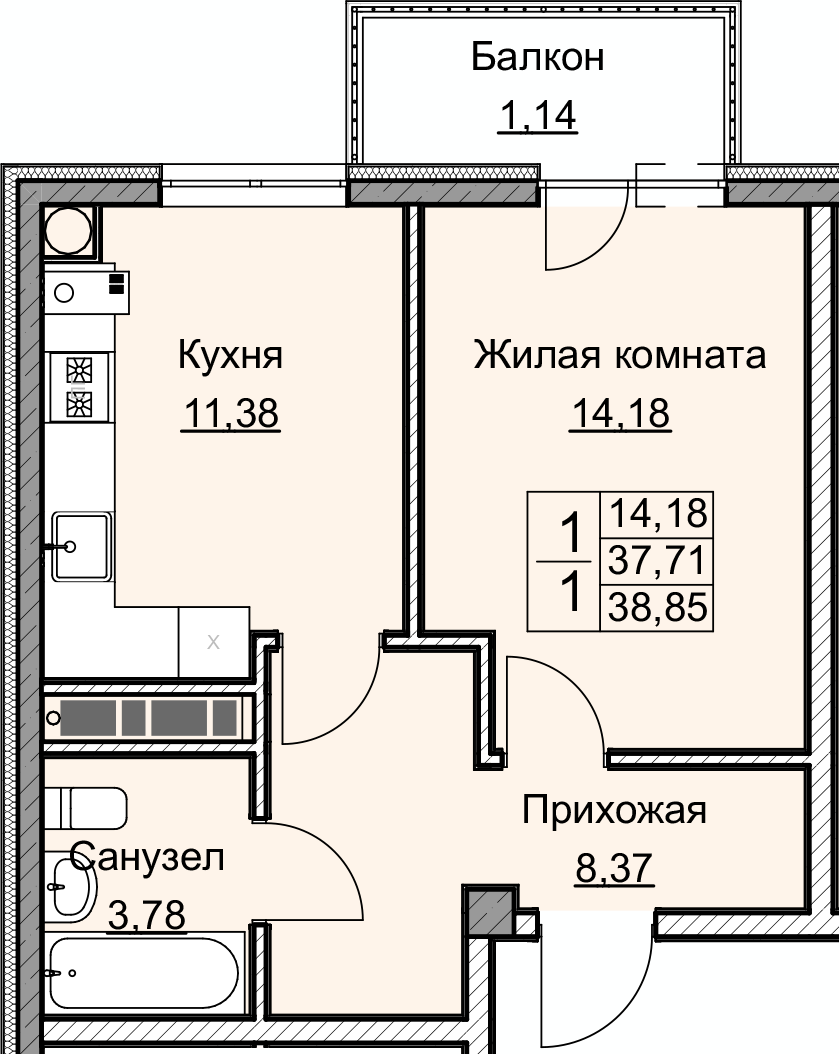 Балкон
1,14
Кухня
11,38
Жилая комната
14,18
1
1
14,18
37,71
38,85
X
Прихожая
8,37
Санузел
3,78